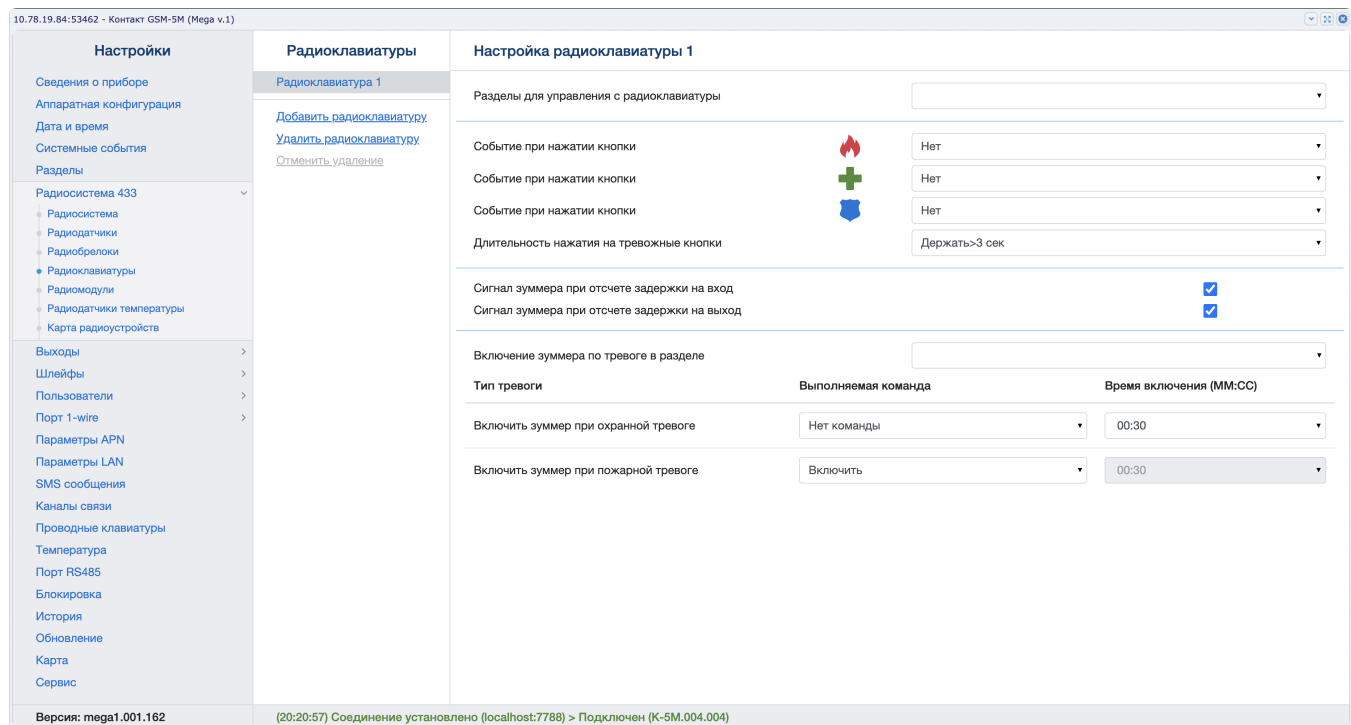 10.78.19.84:53462 - Контакт GSM-5M (Mega v.1)
Настройки
Сведения о приборе
Аппаратная конфигурация
Дата и время
Системные события
Разделы
Радиосистема 433
Радиосистема
Радиодатчики
Радиобрелоки
Радиоклавиатуры
Радиомодули
Радиодатчики температуры
Карта радиоустройств
Выходы
Шлейфы
Пользователи
Порт 1-wire
Параметры APN
Параметры LAN
SMS сообщения
Каналы связи
Проводные клавиатуры
Температура
Порт RS485
Блокировка
История
Обновление
Карта
Сервис
Радиоклавиатуры
Радиоклавиатура 1
Добавить радиоклавиатуру
Удалить радиоклавиатуру
Отменить удаление
Настройка радиоклавиатуры 1
Разделы для управления с радиоклавиатуры
Событие при нажатии кнопки Нет
Событие при нажатии кнопки Нет
Событие при нажатии кнопки Нет
Длительность нажатия на тревожные кнопки Держать>3 сек
Сигнал зуммера при отсчете задержки на вход
Сигнал зуммера при отсчете задержки на выход
Включение зуммера по тревоге в разделе
Тип тревоги Выполняемая команда Время включения (ММ:СС)
Включить зуммер при охранной тревоге Нет команды 00:30
Включить зуммер при пожарной тревоге Включить 00:30
Версия: mega1.001.162
(20:20:57) Соединение установлено (localhost:7788) > Подключен (K-5M.004.004)